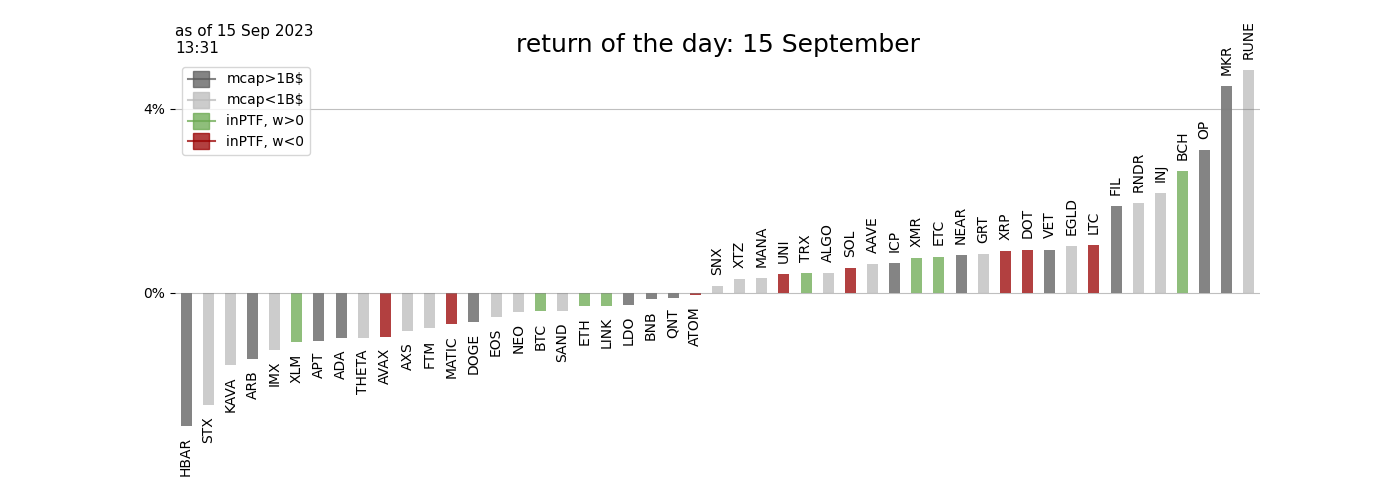 as of 15 Sep 2023
13:31
return of the day: 15 September
mcap>1B$
mcap<1B$
inPTF, w>0
inPTF, w<0
4%
0%
HBAR
STX
KAVA
ARB
IMX
XLM
APT
ADA
THETA
AVAX
AXS
FTM
MATIC
DOGE
EOS
NEO
BTC
SAND
ETH
LINK
LDO
BNB
QNT
ATOM
SNX
XTZ
MANA
UNI
TRX
ALGO
SOL
AAVE
ICP
XMR
ETC
NEAR
GRT
XRP
DOT
VET
EGLD
LTC
FIL
RNDR
INJ
BCH
OP
MKR
RUNE